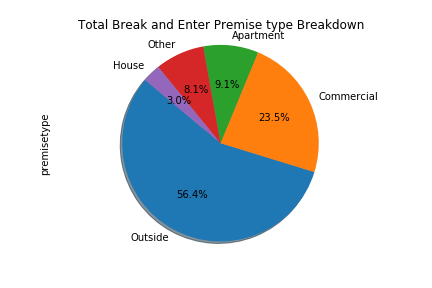 Total Break and Enter Premise type Breakdown
Apartment
Other
House
Commercial
Outside
9.1%
8.1%
3.0%
23.5%
56.4%
premisetype